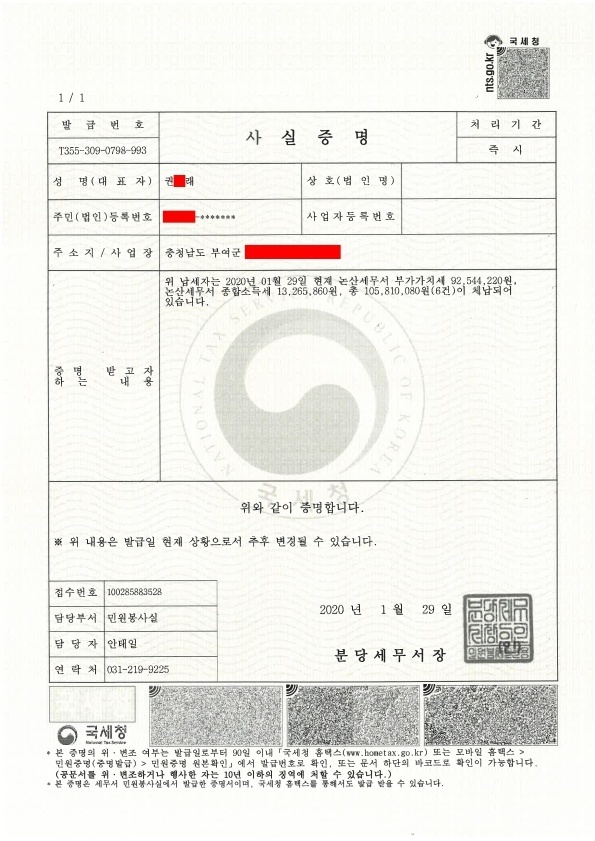 국세청
nts.go.kr
1 / 1
발 급 번 호
사 실 증 명
처 리 기 간
T355-309-0798-993
즉 시
성 명(대 표 자)
권 래
상 호(법 인 명)
주민(법인)등록번호
-*******
사 업 자 등 록 번 호
주 소 지 / 사 업 장
충청남도 부여군
위 납세자는 2020년 01월 29일 현재 논산세무서 부가가치세 92,544,220원,
논산세무서 종합소득세 13,265,860원, 총 105,810,080원(6건)이 체납되어
있습니다.
증 명 받 고 자
하 는 내 용
NATIONAL TAX SERVICE REPUBLIC OF KOREA
국세청
위와 같이 증명합니다.
※ 위 내용은 발급일 현재 상황으로서 추후 변경될 수 있습니다.
접수번호 100285883528
담당부서 민원봉사실
담 당 자 안태일
연 락 처 031-219-9225
2020 년 1 월 29 일
분 당 세 무 서 장
(인)
국세청
National Tax Service
* 본 증명의 위·변조 여부는 발급일로부터 90일 이내「국세청 홈택스(www.hometax.go.kr) 또는 모바일 홈택스 >
민원증명(증명발급) > 민원증명 원본확인」에서 발급번호로 확인, 또는 문서 하단의 바코드로 확인이 가능합니다.
(공문서를 위·변조하거나 행사한 자는 10년 이하의 징역에 처할 수 있습니다.)
* 본 증명은 세무서 민원봉사실에서 발급한 증명서이며, 국세청 홈택스를 통해서도 발급 받을 수 있습니다.